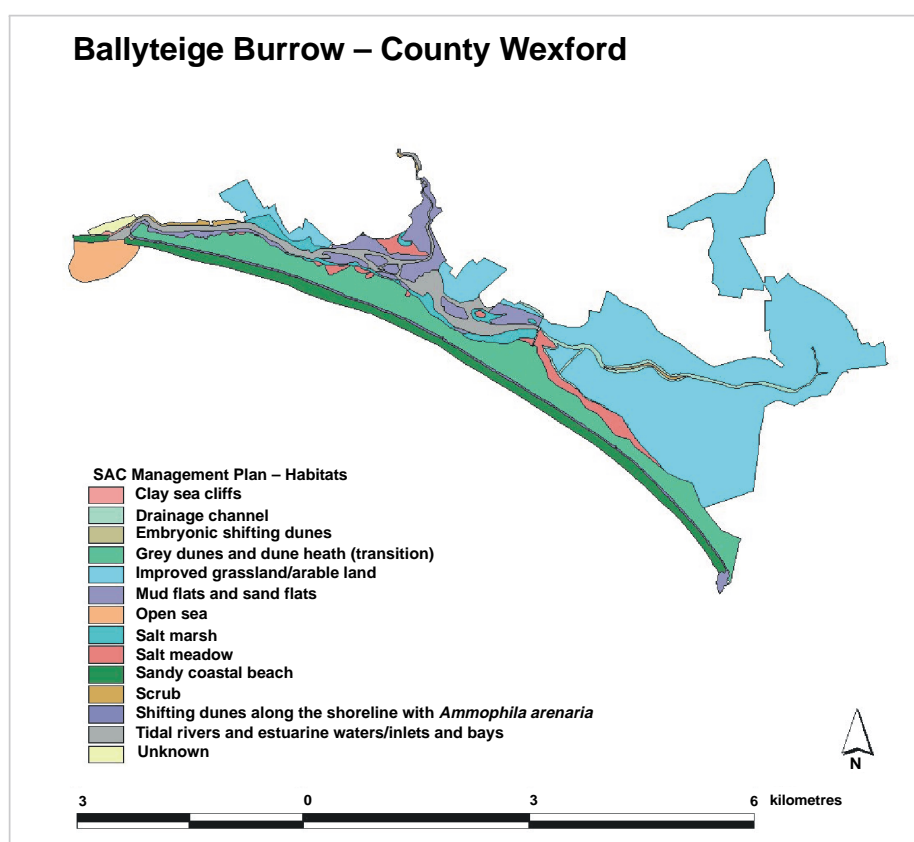 Ballyteige Burrow – County Wexford
SAC Management Plan – Habitats
Clay sea cliffs
Drainage channel
Embryonic shifting dunes
Grey dunes and dune heath (transition)
Improved grassland/arable land
Mud flats and sand flats
Open sea
Salt marsh
Salt meadow
Sandy coastal beach
Scrub
Shifting dunes along the shoreline with Ammophila arenaria
Tidal rivers and estuarine waters/inlets and bays
Unknown
N
3 0 3 6 kilometres